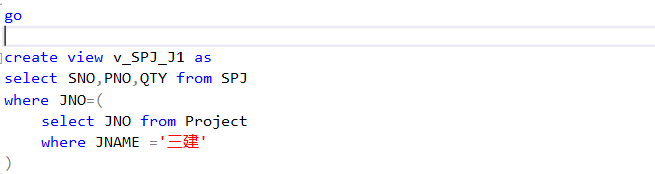 go
create view v_SPJ_J1 as
select SNO,PNO,QTY from SPJ
where JNO=(
    select JNO from Project
    where JNAME ='三建'
)